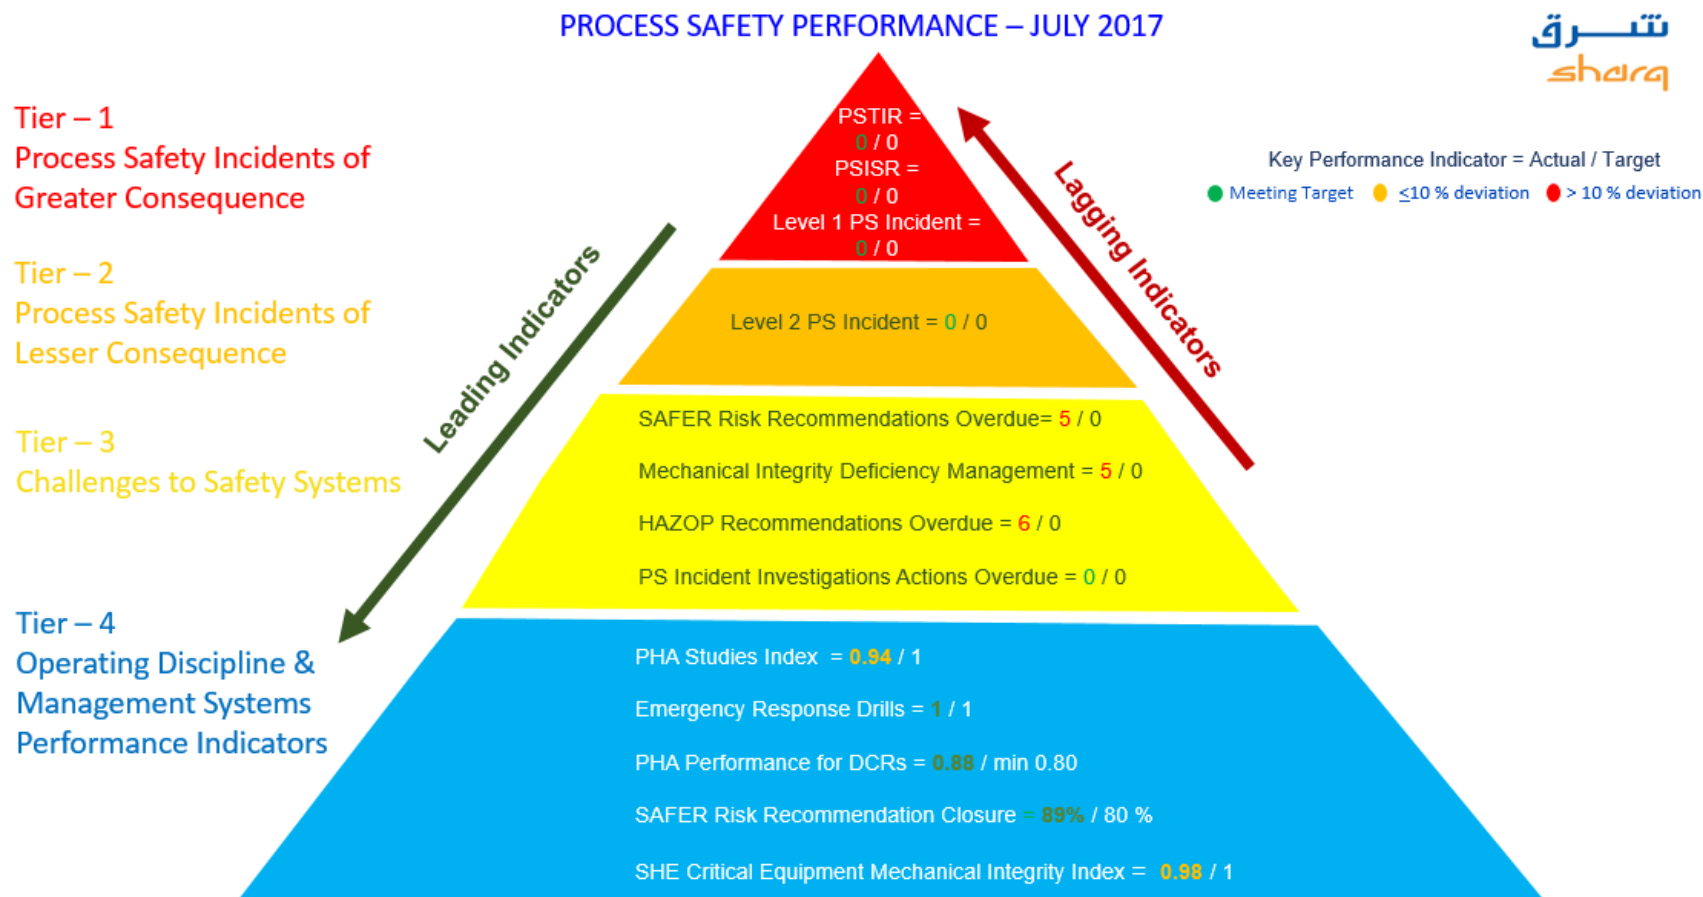 PROCESS SAFETY PERFORMANCE – JULY 2017
شرق
sharq
Key Performance Indicator = Actual / Target
Meeting Target
≤10 % deviation
> 10 % deviation
Leading Indicators
Lagging Indicators
Tier – 1
Process Safety Incidents of
Greater Consequence
PSTIR =
0 / 0
PSISR =
0 / 0
Level 1 PS Incident =
0 / 0
Tier – 2
Process Safety Incidents of
Lesser Consequence
Level 2 PS Incident = 0 / 0
Tier – 3
Challenges to Safety Systems
SAFER Risk Recommendations Overdue= 5 / 0
Mechanical Integrity Deficiency Management = 5 / 0
HAZOP Recommendations Overdue = 6 / 0
PS Incident Investigations Actions Overdue = 0 / 0
Tier – 4
Operating Discipline &
Management Systems
Performance Indicators
PHA Studies Index = 0.94 / 1
Emergency Response Drills = 1 / 1
PHA Performance for DCRs = 0.88 / min 0.80
SAFER Risk Recommendation Closure = 89% / 80 %
SHE Critical Equipment Mechanical Integrity Index = 0.98 / 1